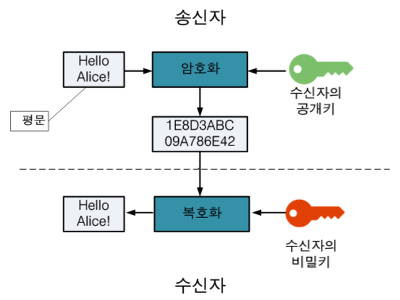 송신자
Hello
Alice!
암호화
수신자의
공개키
평문
1E8D3ABC
09A786E42
Hello
Alice!
복호화
수신자의
비밀키
수신자